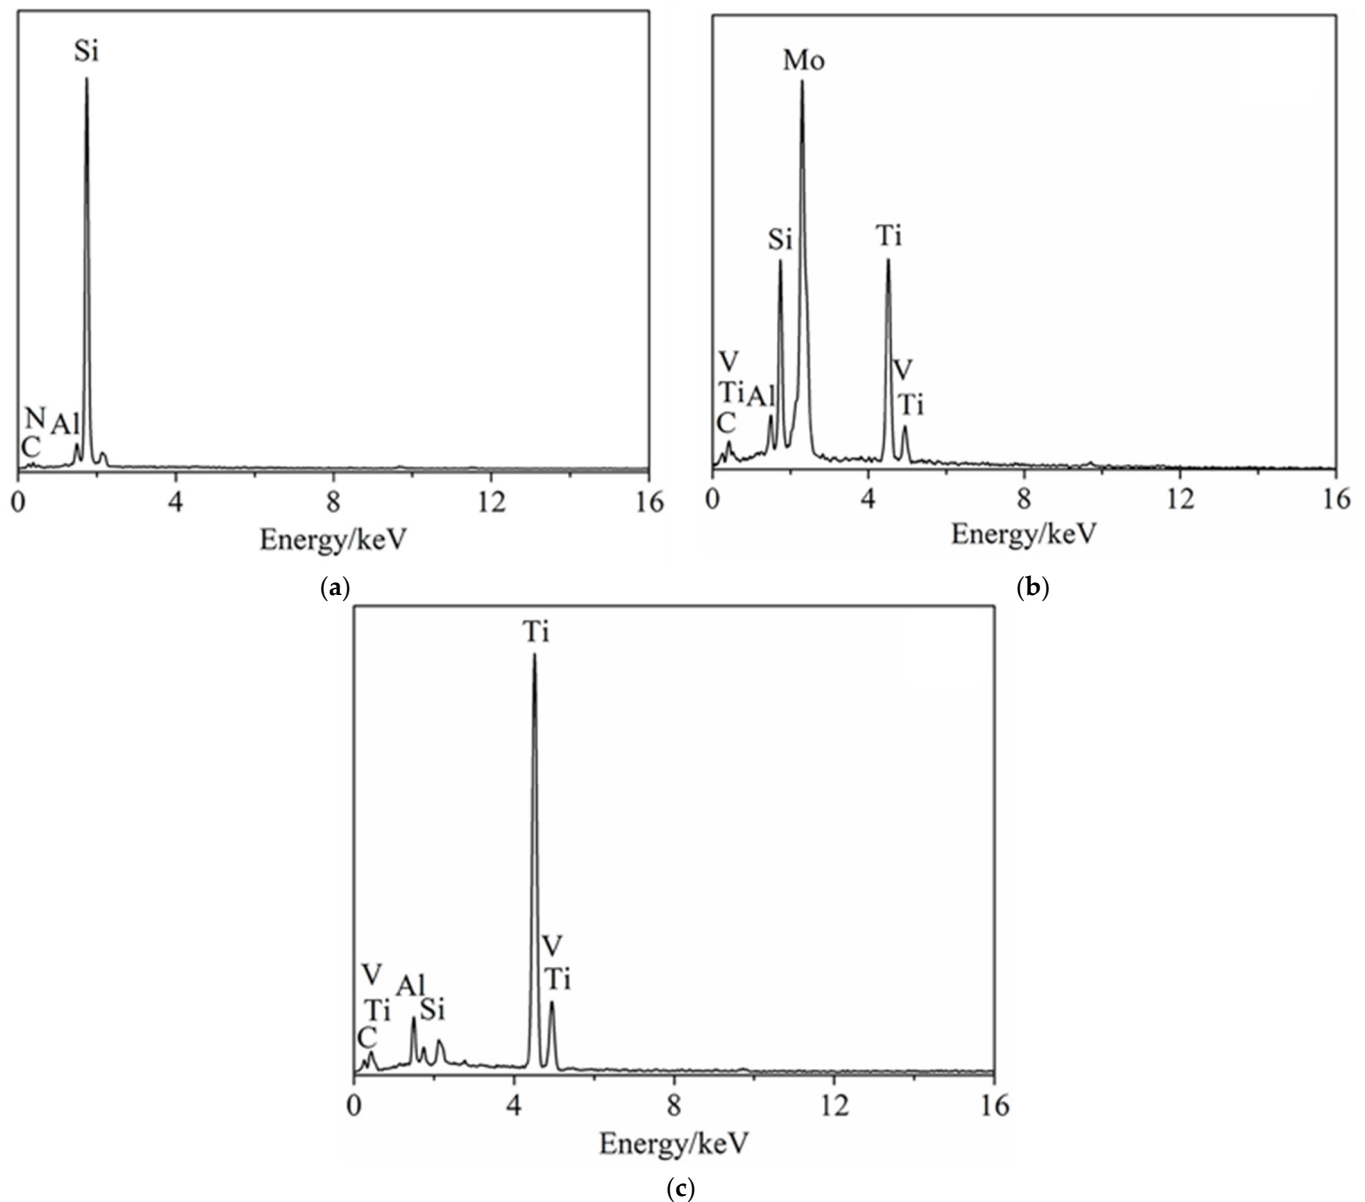 Si
N
Al
C
0 4 8 12 16
Energy/keV
(a)
Mo
Si
Ti
V
Ti
Al
C
V
Ti
0 4 8 12 16
Energy/keV
(b)
Ti
V
Ti
C
Al
Si
V
Ti
0 4 8 12 16
Energy/keV
(c)